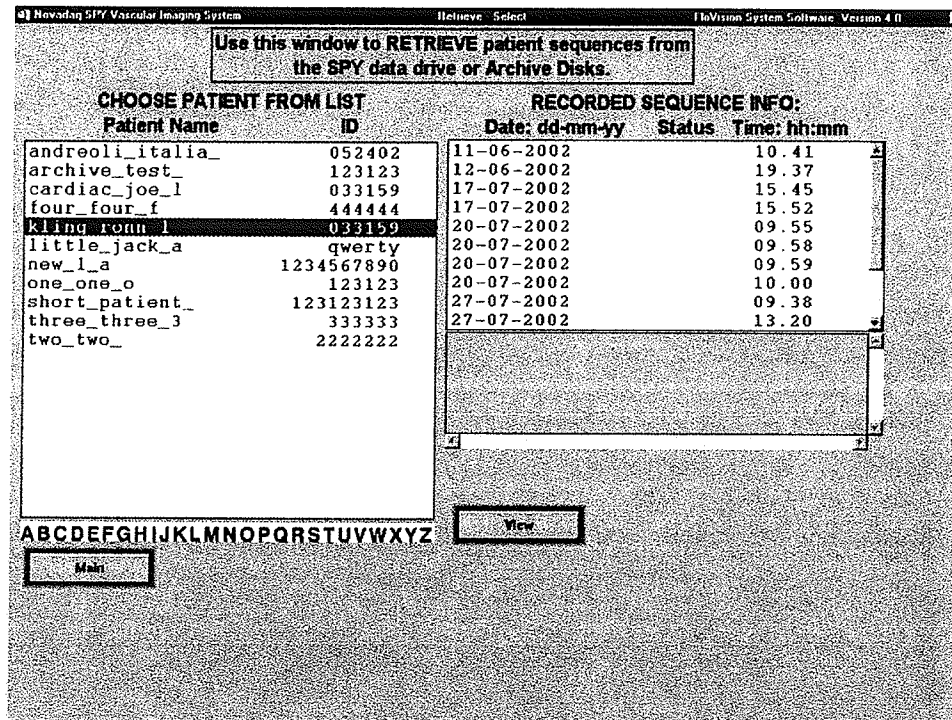 Novadaq SPY Vascular Imaging System Retrieve - Select FloVision System Software Version 4.0
Use this window to RETRIEVE patient sequences from
the SPY data drive or Archive Disks.
CHOOSE PATIENT FROM LIST
Patient Name ID
andreoli_italia_ 052402
archive_test_ 123123
cardiac_joe_l 033159
four_four_f 444444
kling_ronn_l 033159
little_jack_a qwerty
new_l_a 1234567890
one_one_o 123123
short_patient_ 123123123
three_three_3 333333
two_two_ 2222222
ABCDEFGHIJKLMNOPQRSTUVWXYZ
Main
RECORDED SEQUENCE INFO:
Date: dd-mm-yy Status Time: hh:mm
11-06-2002 10.41
12-06-2002 19.37
17-07-2002 15.45
17-07-2002 15.52
20-07-2002 09.55
20-07-2002 09.58
20-07-2002 09.59
20-07-2002 10.00
27-07-2002 09.38
27-07-2002 13.20
View